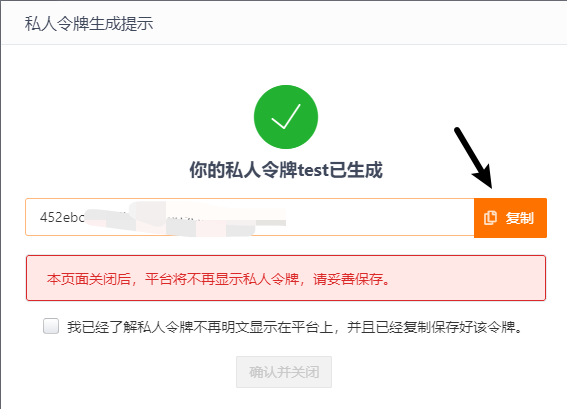 私人令牌生成提示
你的私人令牌test已生成
452ebc
复制
本页面关闭后，平台将不再显示私人令牌，请妥善保存。
我已经了解私人令牌不再明文显示在平台上，并且已经复制保存好该令牌。
确认并关闭